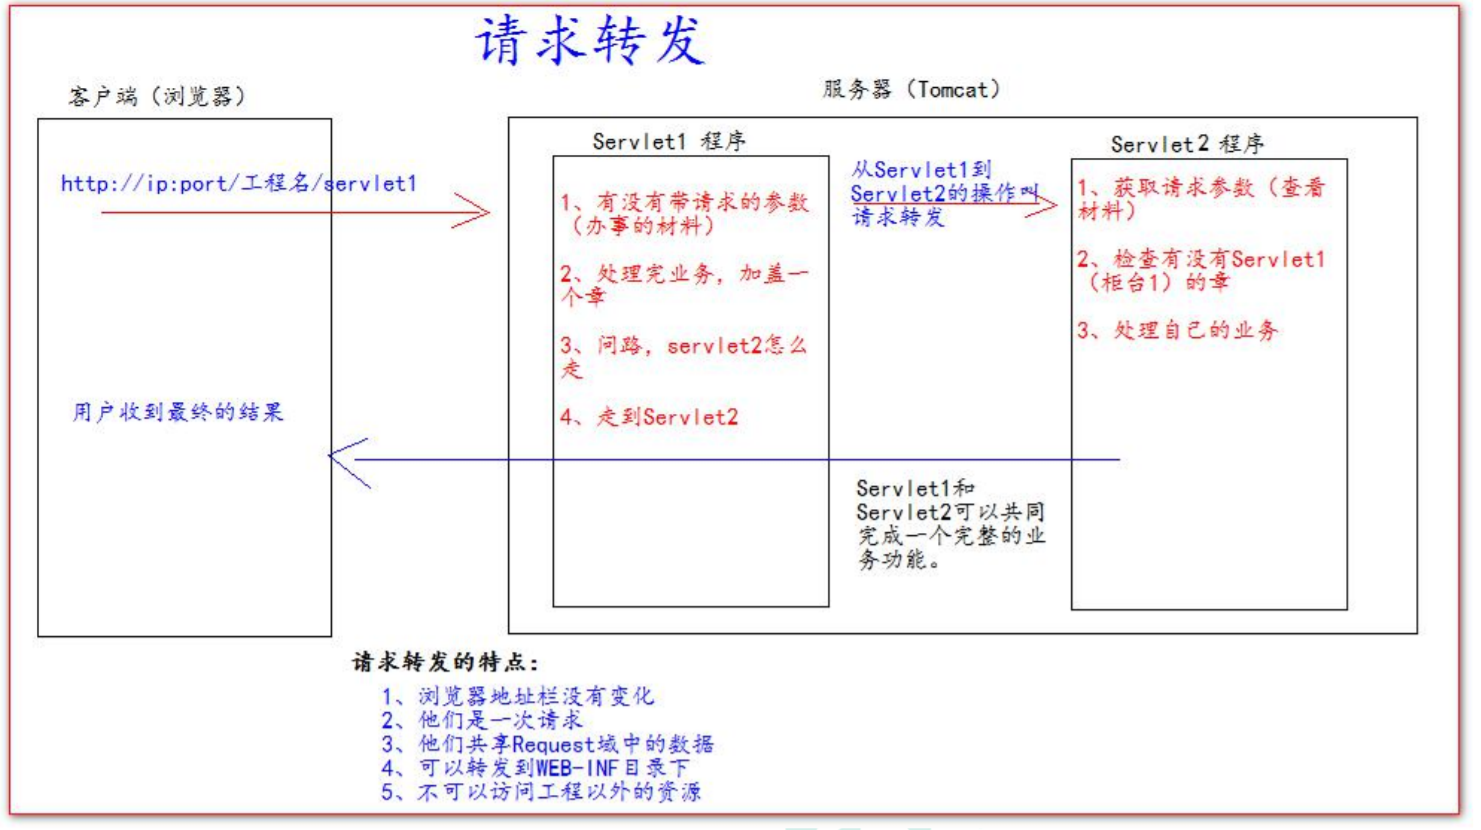 请求转发
客户端（浏览器）
服务器（Tomcat）
http://ip:port/工程名/servlet1
用户收到最终的结果
Servlet1 程序
1、有没有带请求的参数
（办事的材料）
2、处理完业务，加盖一
个章
3、问路，servlet2怎么
走
4、走到Servlet2
从Servlet1到
Servlet2的操作叫
请求转发
Servlet2 程序
1、获取请求参数（查看
材料）
2、检查有没有Servlet1
（柜台1）的章
3、处理自己的业务
Servlet1和
Servlet2可以共同
完成一个完整的业
务功能。
请求转发的特点：
1、浏览器地址栏没有变化
2、他们是一次请求
3、他们共享Request域中的数据
4、可以转发到WEB-INF目录下
5、不可以访问工程以外的资源